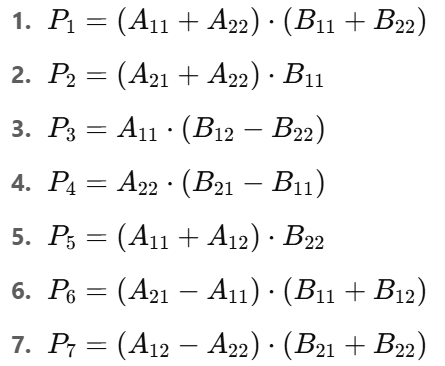 1. P₁ = (A₁₁ + A₂₂) · (B₁₁ + B₂₂)
2. P₂ = (A₂₁ + A₂₂) · B₁₁
3. P₃ = A₁₁ · (B₁₂ − B₂₂)
4. P₄ = A₂₂ · (B₂₁ − B₁₁)
5. P₅ = (A₁₁ + A₁₂) · B₂₂
6. P₆ = (A₂₁ − A₁₁) · (B₁₁ + B₁₂)
7. P₇ = (A₁₂ − A₂₂) · (B₂₁ + B₂₂)